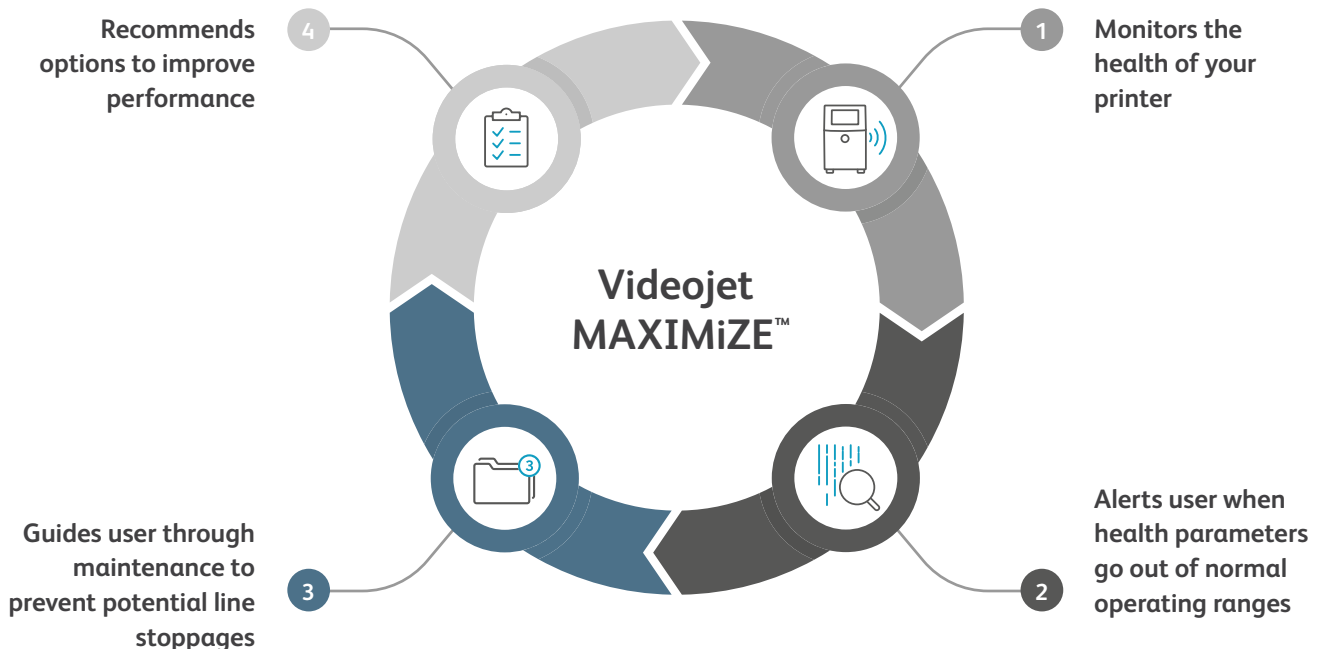 Recommends
options to improve
performance
4
1
Monitors the
health of your
printer
Videojet
MAXIMiZE™
3
Guides user through
maintenance to
prevent potential line
stoppages
3
2
Alerts user when
health parameters
go out of normal
operating ranges